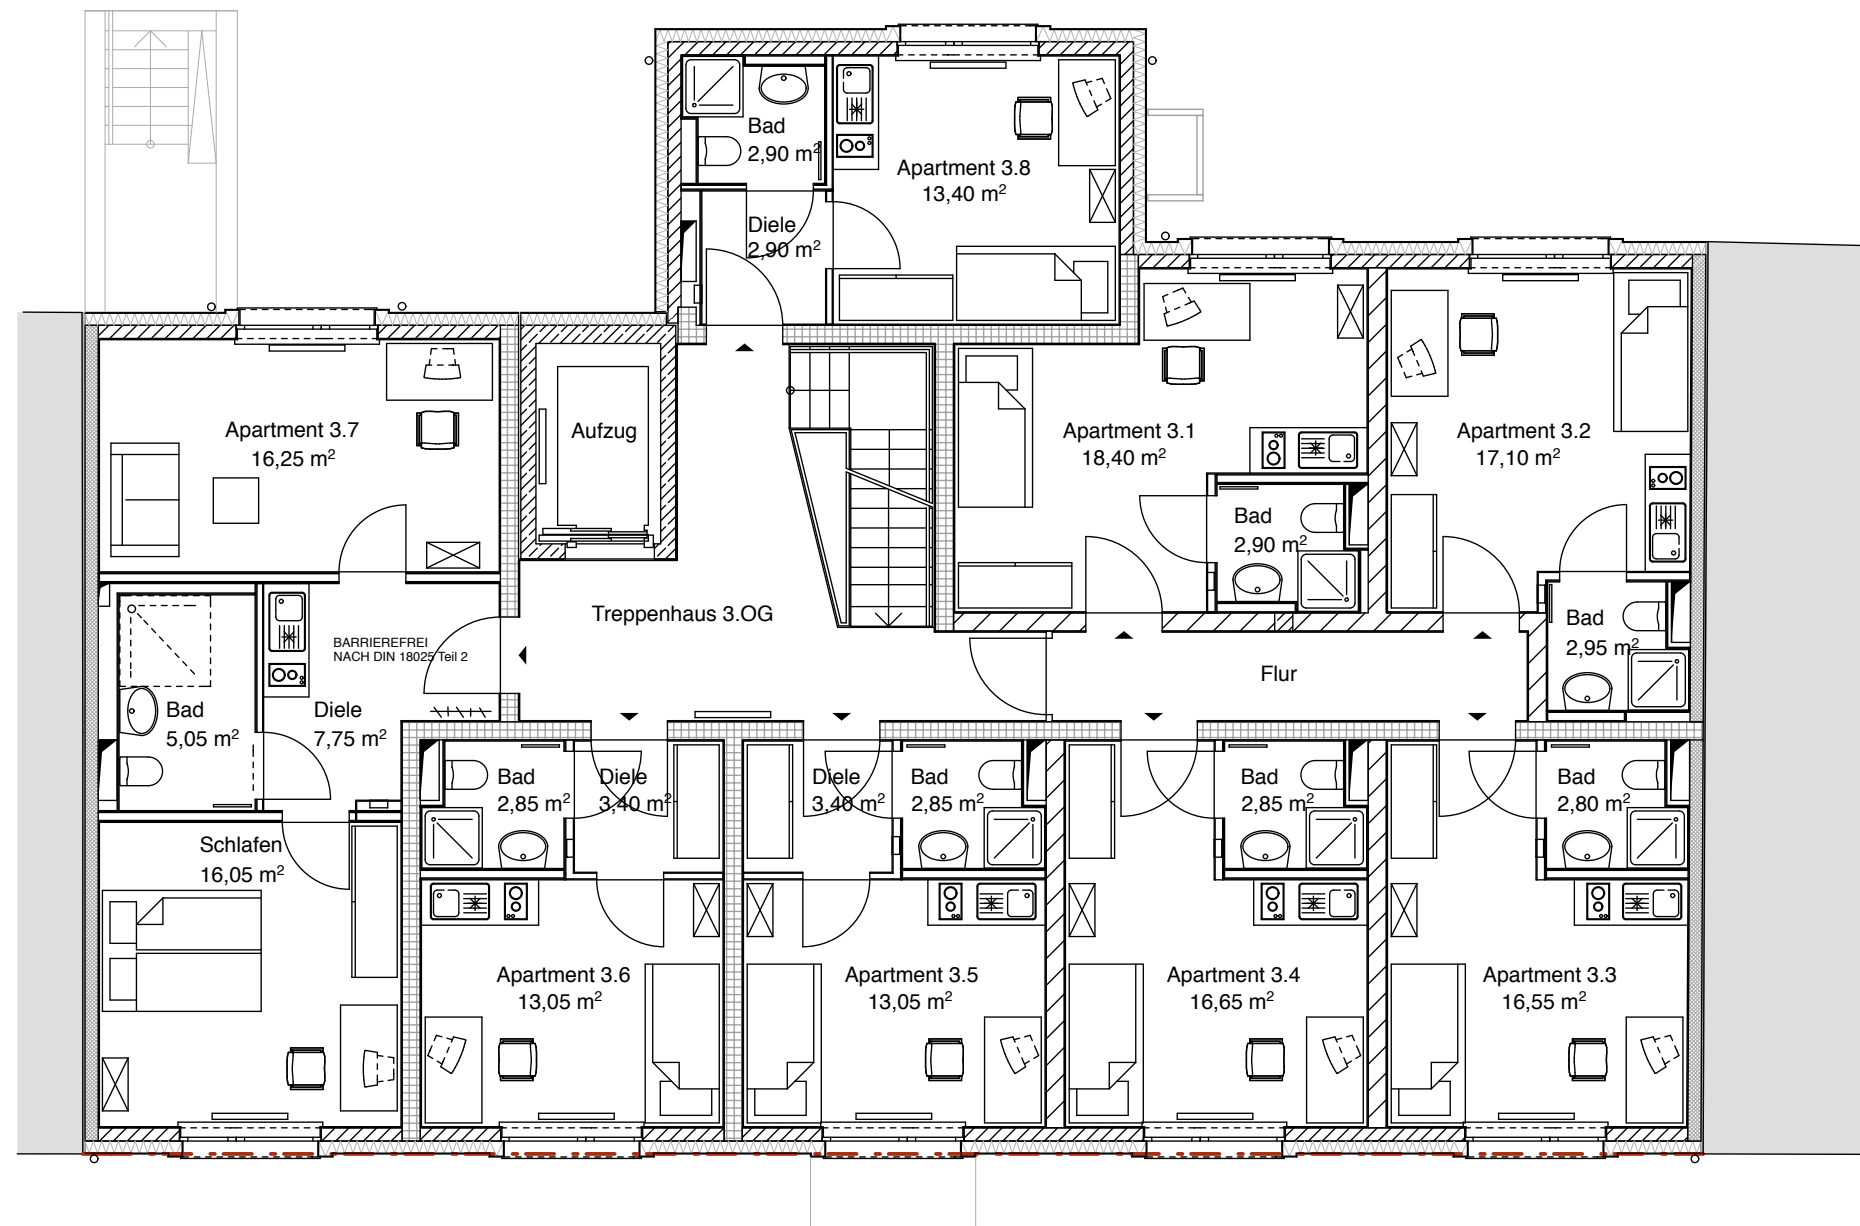 Bad
2,90 m²
Apartment 3.8
13,40 m²
Diele
2,90 m²
Apartment 3.7
16,25 m²
Aufzug
Apartment 3.1
18,40 m²
Apartment 3.2
17,10 m²
Bad
2,90 m²
Treppenhaus 3.OG
BARRIEREFREI
NACH DIN 18025 Teil 2
Bad
2,95 m²
Flur
Bad
5,05 m²
Diele
7,75 m²
Bad
2,85 m²
Diele
3,40 m²
Diele
3,40 m²
Bad
2,85 m²
Bad
2,85 m²
Bad
2,80 m²
Schlafen
16,05 m²
Apartment 3.6
13,05 m²
Apartment 3.5
13,05 m²
Apartment 3.4
16,65 m²
Apartment 3.3
16,55 m²